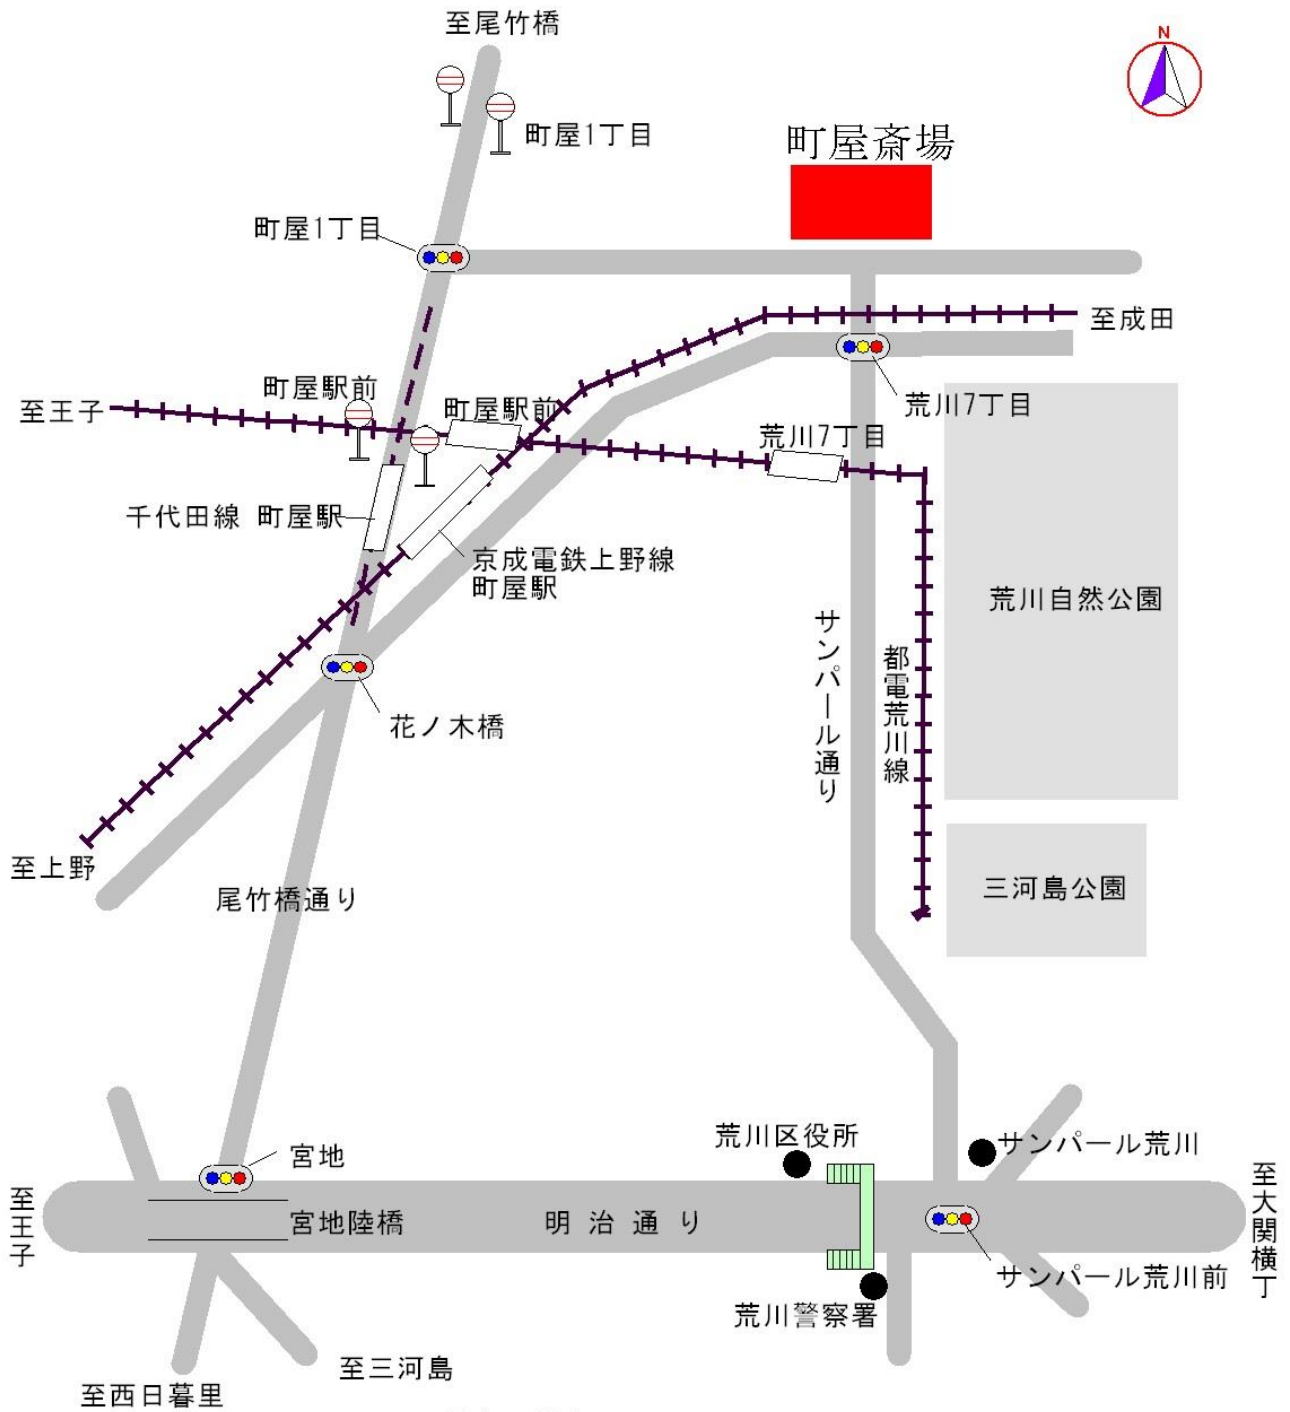 至尾竹橋
N
町屋1丁目
町屋斎場
町屋1丁目
至成田
町屋駅前
町屋駅前
至王子
荒川7丁目
荒川7丁目
千代田線 町屋駅
京成電鉄上野線
町屋駅
荒川自然公園
サンパール通り
都電荒川線
花ノ木橋
至上野
尾竹橋通り
三河島公園
荒川区役所
サンパール荒川
宮地
至王子
宮地陸橋
明治通り
至大関横丁
サンパール荒川前
荒川警察署
至三河島
至西日暮里